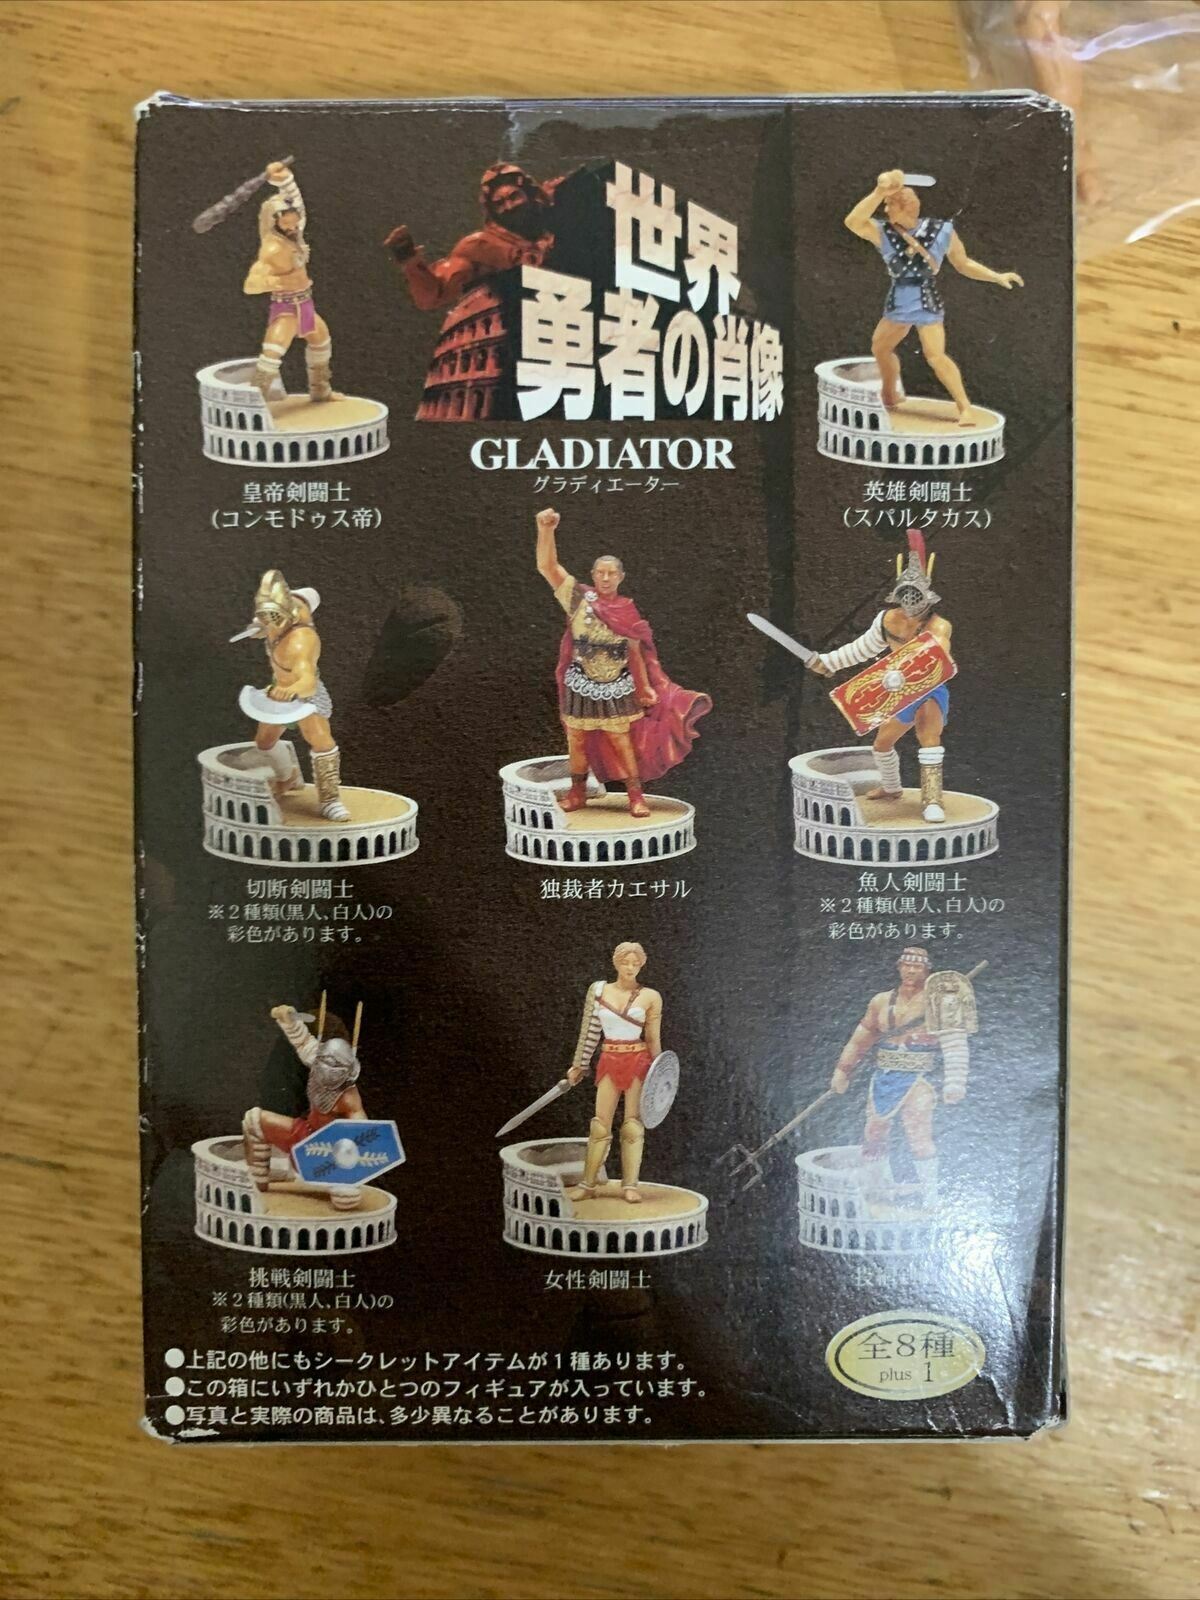 世界
勇者の肖像
GLADIATOR
グラディエーター
皇帝剣闘士
(コンモドゥス帝)
英雄剣闘士
(スパルタカス)
切断剣闘士
※2種類(黒人、白人)の
彩色があります。
独裁者カエサル
魚人剣闘士
※2種類(黒人、白人)の
彩色があります。
挑戦剣闘士
※2種類(黒人、白人)の
彩色があります。
女性剣闘士
全8種
plus 1
●上記の他にもシークレットアイテムが1種あります。
●この箱にいずれかひとつのフィギュアが入っています。
●写真と実際の商品は、多少異なることがあります。